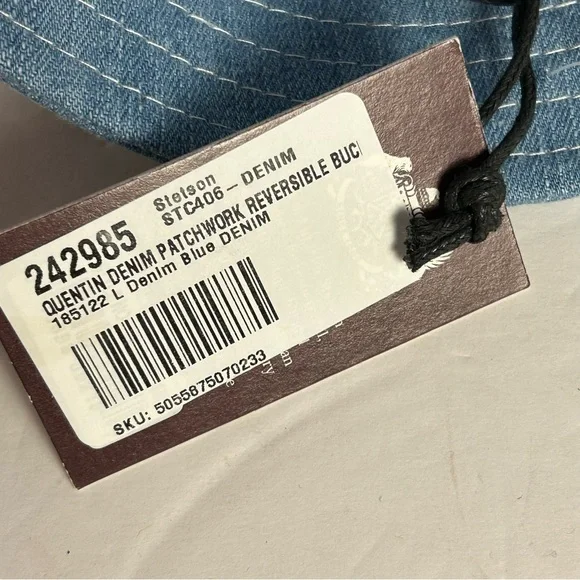 242985
Stetson
STC406-DENIM
QUENTIN DENIM PATCHWORK REVERSIBLE BUC
185122 L Denim Blue DENIM
SKU: 5055875070233